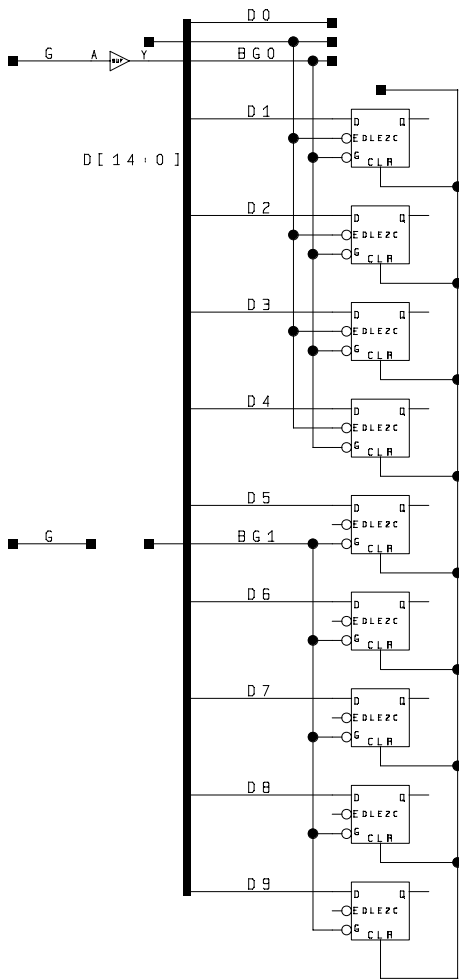 D0
G A BUF Y BG0
D1
D Q
E DLE2C
G
CLR
D[14:0]
D2
D Q
E DLE2C
G
CLR
D3
D Q
E DLE2C
G
CLR
D4
D Q
E DLE2C
G
CLR
D5
D Q
E DLE2C
G BG1 G
CLR
D6
D Q
E DLE2C
G
CLR
D7
D Q
E DLE2C
G
CLR
D8
D Q
E DLE2C
G
CLR
D9
D Q
E DLE2C
G
CLR